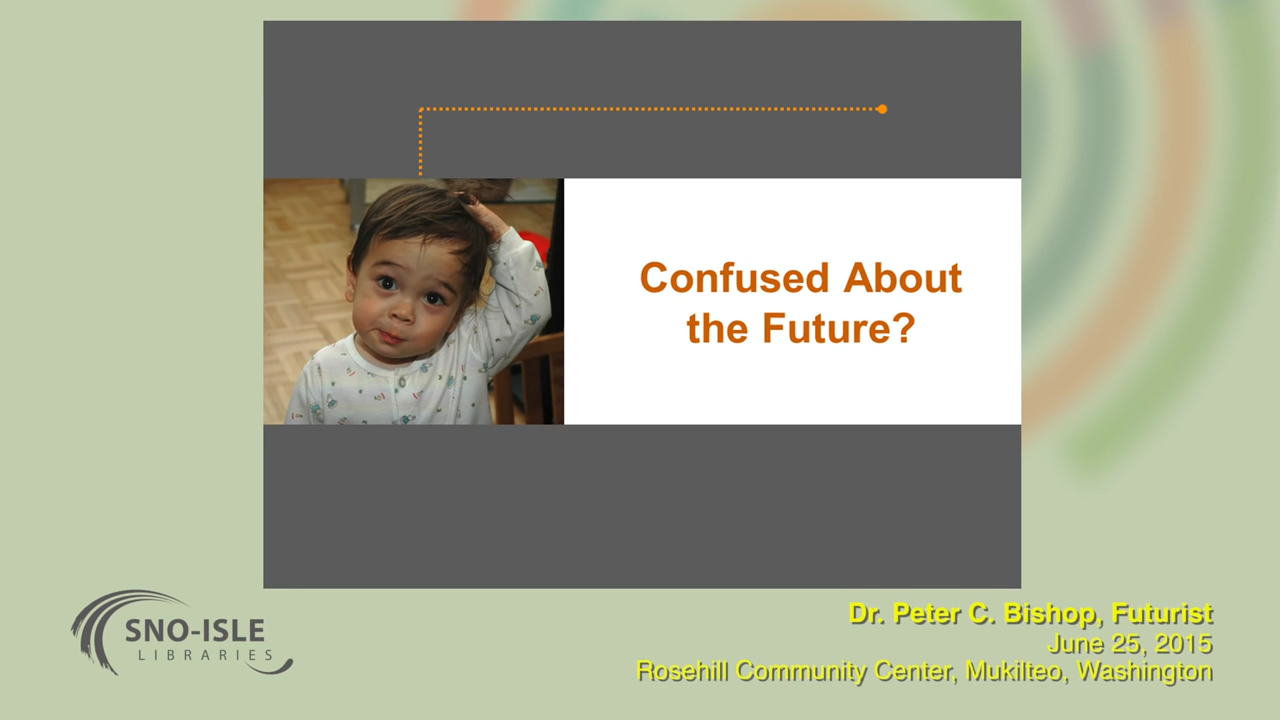 Confused About
the Future?
SNO-ISLE
LIBRARIES
Dr. Peter C. Bishop, Futurist
June 25, 2015
Rosehill Community Center, Mukilteo, Washington